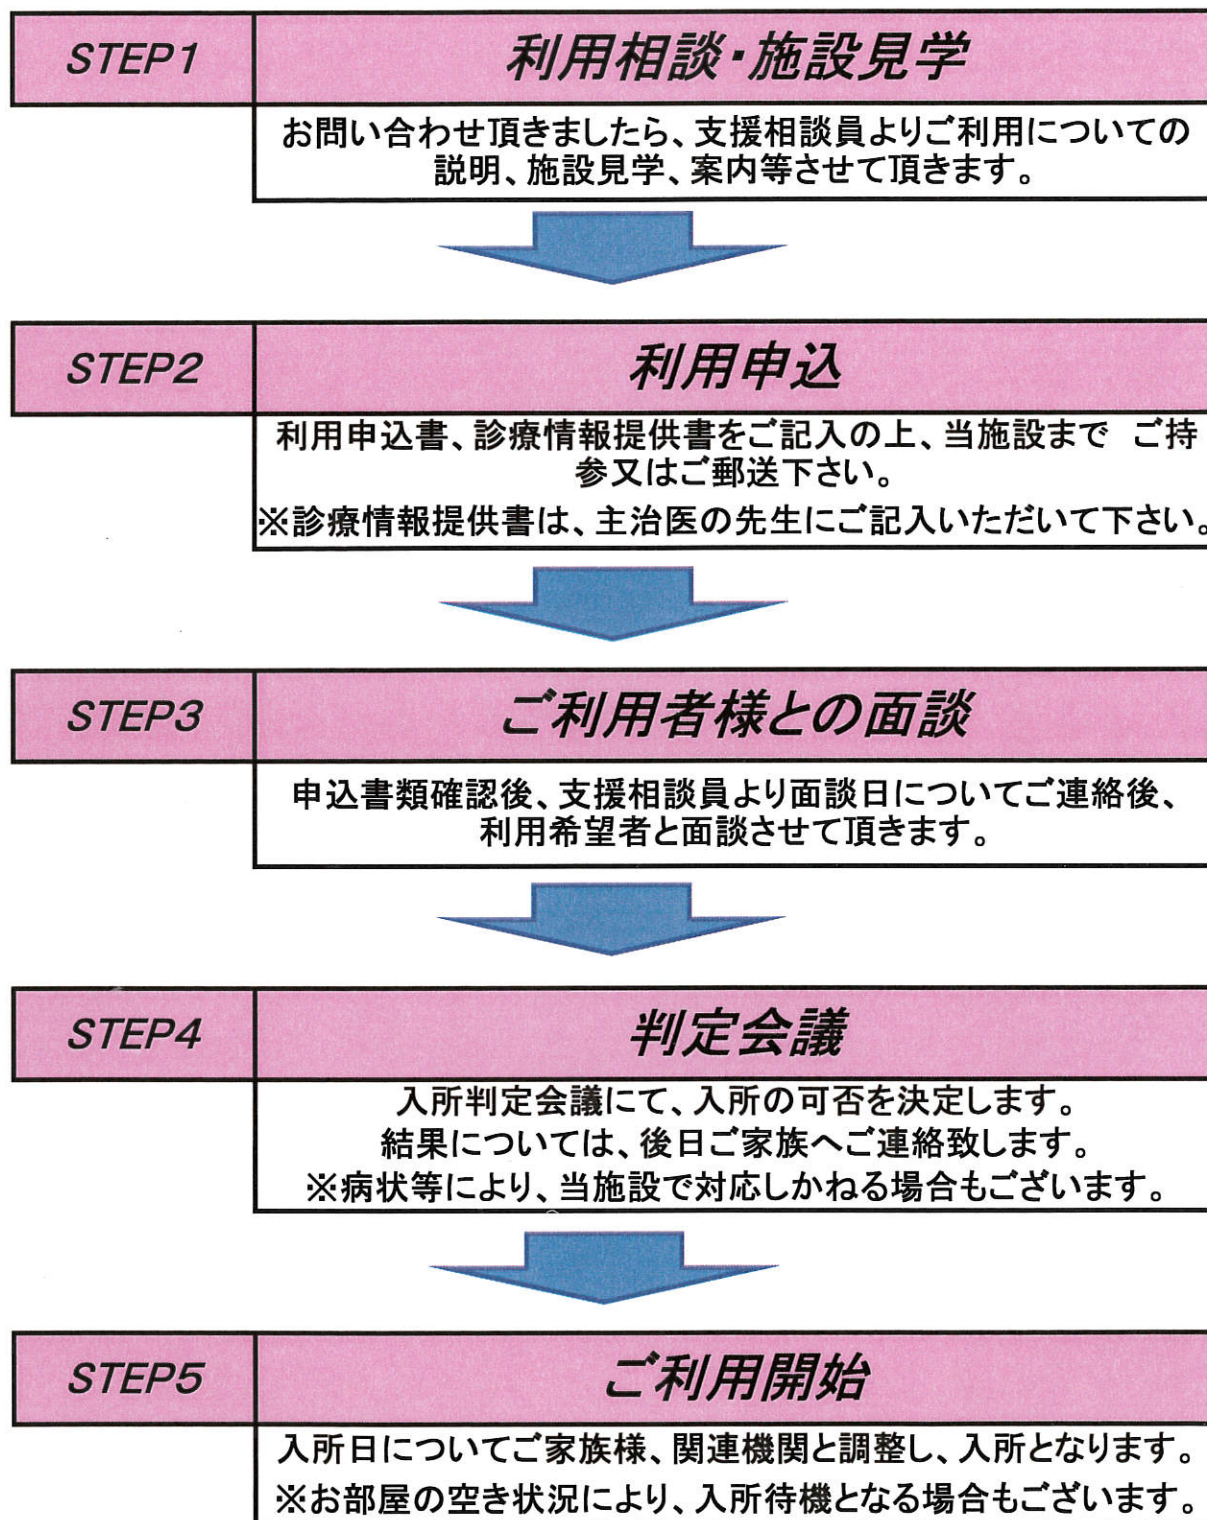 STEP1
利用相談・施設見学
お問い合わせ頂きましたら、支援相談員よりご利用についての
説明、施設見学、案内等させて頂きます。
STEP2
利用申込
利用申込書、診療情報提供書をご記入の上、当施設まで ご持
参又はご郵送下さい。
※診療情報提供書は、主治医の先生にご記入いただいて下さい。
STEP3
ご利用者様との面談
申込書類確認後、支援相談員より面談日についてご連絡後、
利用希望者と面談させて頂きます。
STEP4
判定会議
入所判定会議にて、入所の可否を決定します。
結果については、後日ご家族へご連絡致します。
※病状等により、当施設で対応しかねる場合もございます。
STEP5
ご利用開始
入所日についてご家族様、関連機関と調整し、入所となります。
※お部屋の空き状況により、入所待機となる場合もございます。